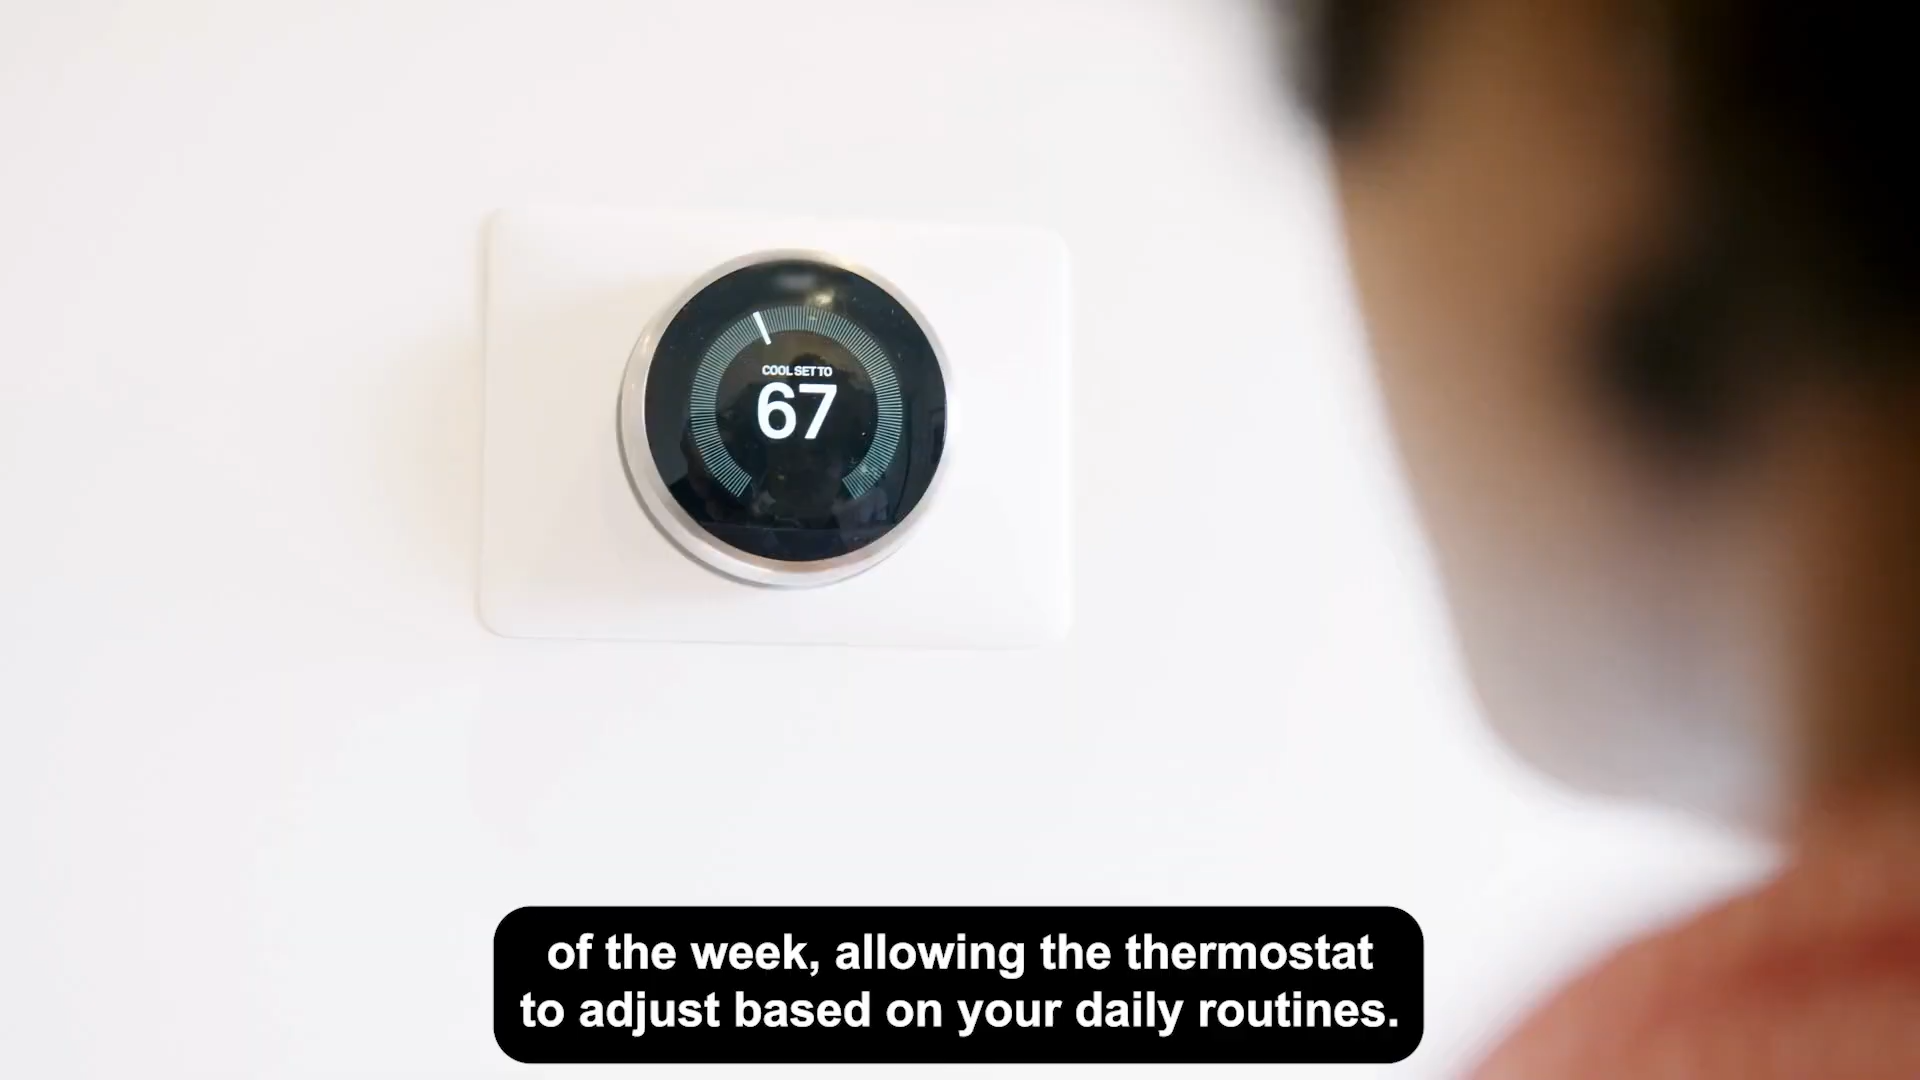 COOL SET TO
67
of the week, allowing the thermostat
to adjust based on your daily routines.